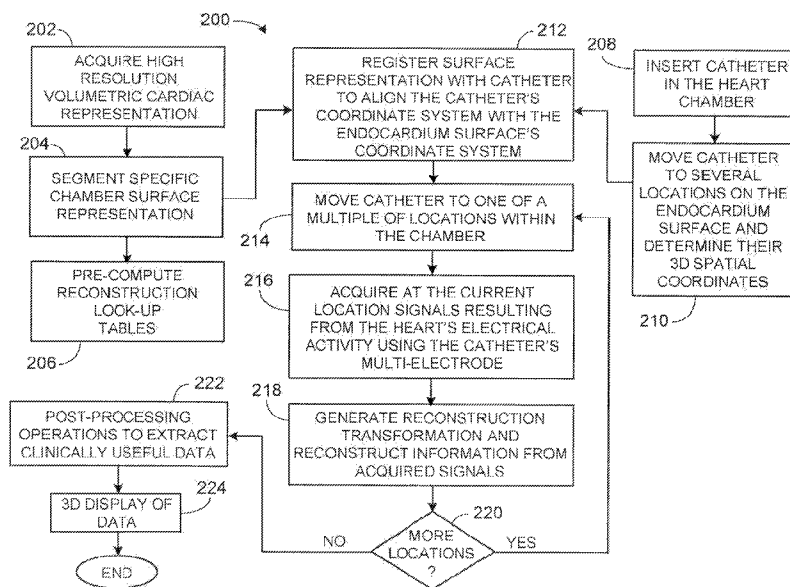 200
202
ACQUIRE HIGH
RESOLUTION
VOLUMETRIC CARDIAC
REPRESENTATION
204
SEGMENT SPECIFIC
CHAMBER SURFACE
REPRESENTATION
PRE-COMPUTE
RECONSTRUCTION
LOOK-UP
TABLES
206
212
REGISTER SURFACE
REPRESENTATION WITH CATHETER
TO ALIGN THE CATHETER'S
COORDINATE SYSTEM WITH THE
ENDOCARDIUM SURFACE'S
COORDINATE SYSTEM
208
INSERT CATHETER
IN THE HEART
CHAMBER
MOVE CATHETER
TO SEVERAL
LOCATIONS ON THE
ENDOCARDIUM
SURFACE AND
DETERMINE THEIR
3D SPATIAL
COORDINATES
210
MOVE CATHETER TO ONE OF A
MULTIPLE OF LOCATIONS WITHIN
THE CHAMBER
214
216
ACQUIRE AT THE CURRENT
LOCATION SIGNALS RESULTING
FROM THE HEART'S ELECTRICAL
ACTIVITY USING THE CATHETER'S
MULTI-ELECTRODE
218
GENERATE RECONSTRUCTION
TRANSFORMATION AND
RECONSTRUCT INFORMATION FROM
ACQUIRED SIGNALS
220
MORE
LOCATIONS
?
NO
YES
222
POST-PROCESSING
OPERATIONS TO EXTRACT
CLINICALLY USEFUL DATA
224
3D DISPLAY OF
DATA
END